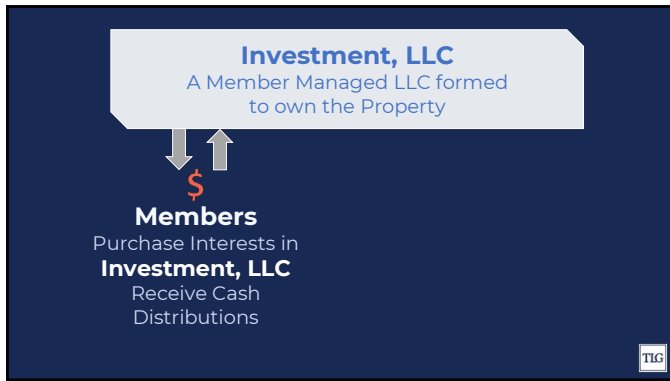 Investment, LLC
A Member Managed LLC formed
to own the Property
$
Members
Purchase Interests in
Investment, LLC
Receive Cash
Distributions
TLG